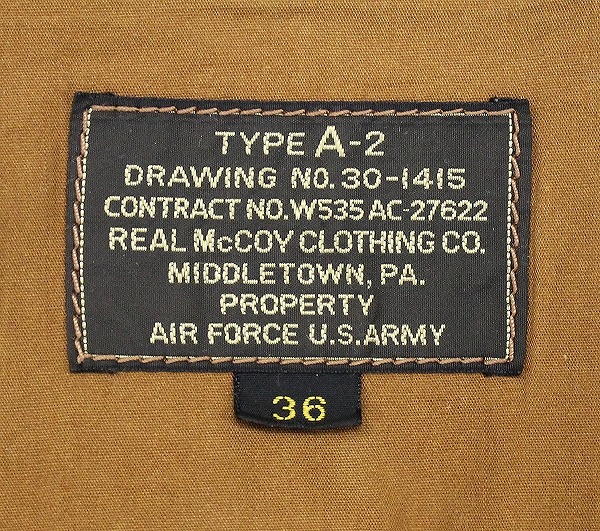 TYPE A-2
DRAWING NO. 30-1415
CONTRACT NO. W535 AC-27622
REAL McCOY CLOTHING CO.
MIDDLETOWN, PA.
PROPERTY
AIR FORCE U.S. ARMY
36